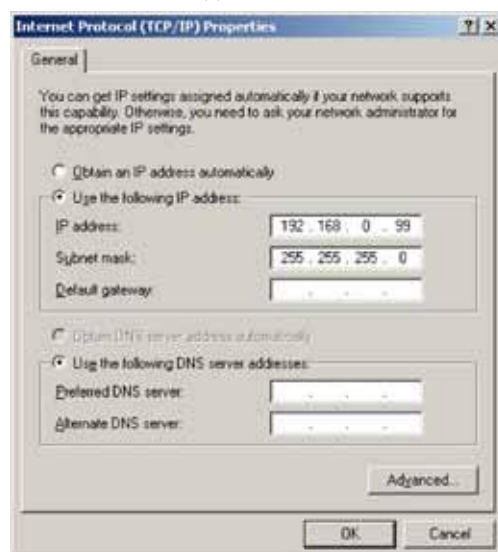 Internet Protocol (TCP/IP) Properties
General
You can get IP settings assigned automatically if your network supports
this capability. Otherwise, you need to ask your network administrator for
the appropriate IP settings.
Obtain an IP address automatically
Use the following IP address:
IP address: 192 . 168 . 0 . 99
Subnet mask: 255 . 255 . 255 . 0
Default gateway: . . .
Obtain DNS server address automatically
Use the following DNS server addresses:
Preferred DNS server: . . .
Alternate DNS server: . . .
Advanced...
OK Cancel